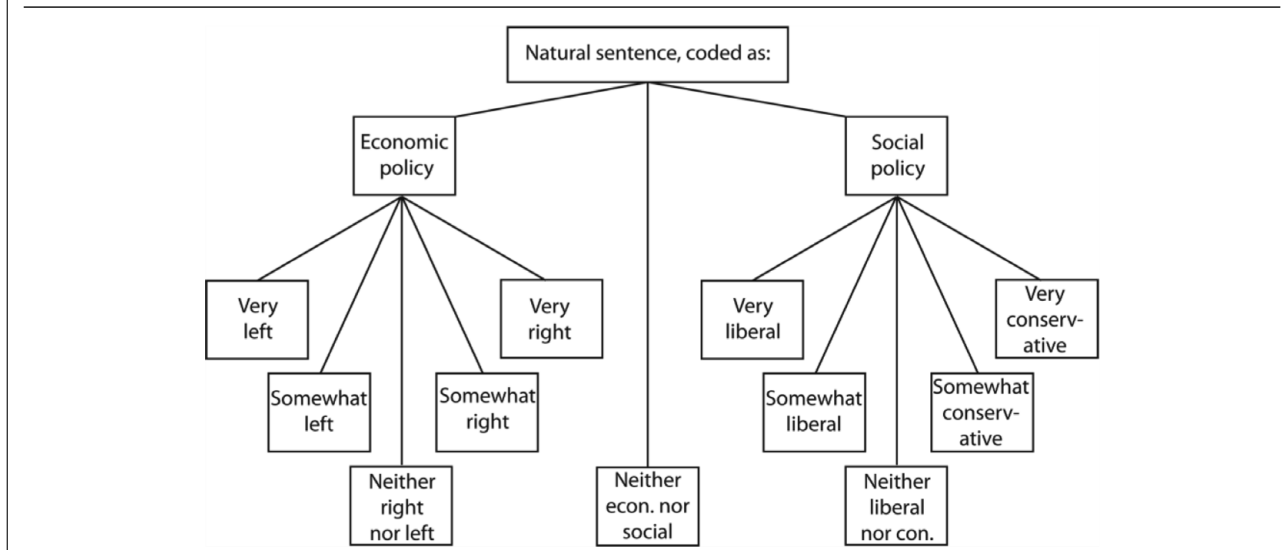 Natural sentence, coded as:
Economic
policy
Social
policy
Very
left
Somewhat
left
Neither
right
nor left
Somewhat
right
Very
right
Neither
econ. nor
social
Very
liberal
Somewhat
liberal
Neither
liberal
nor con.
Somewhat
conserv-
ative
Very
conserv-
ative